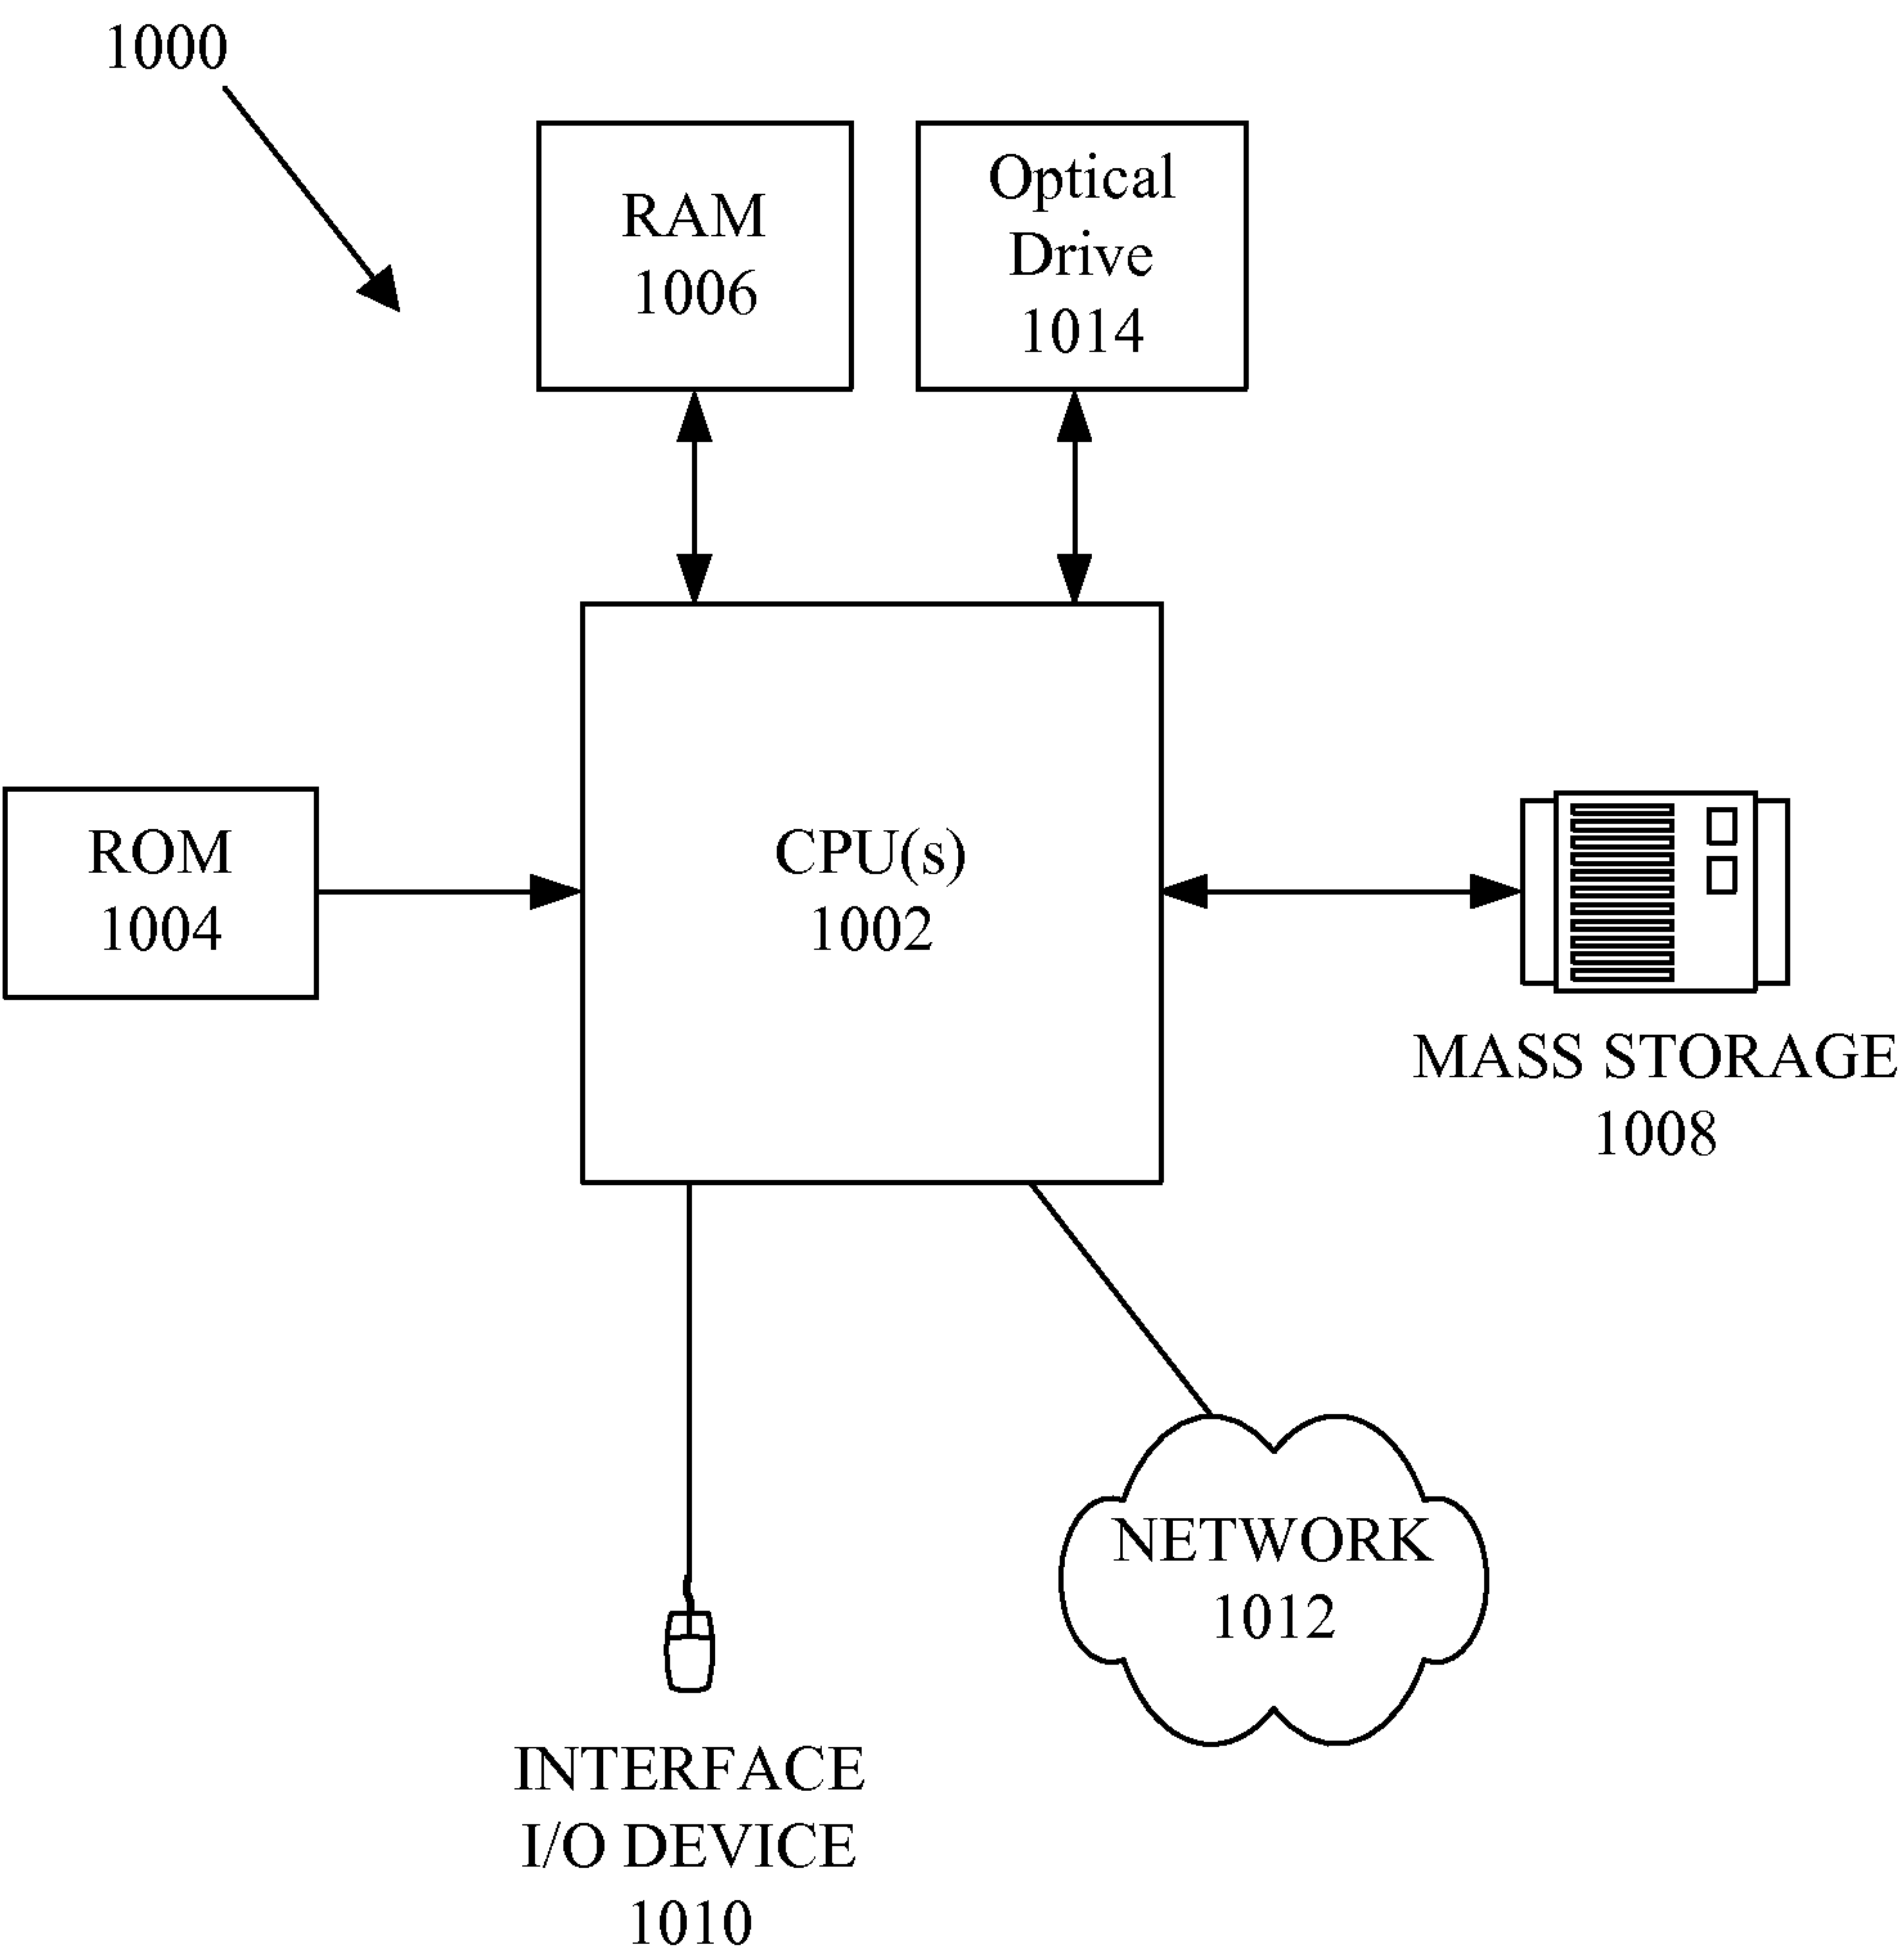 1000
RAM
1006
Optical
Drive
1014
ROM
1004
CPU(s)
1002
MASS STORAGE
1008
NETWORK
1012
INTERFACE
I/O DEVICE
1010